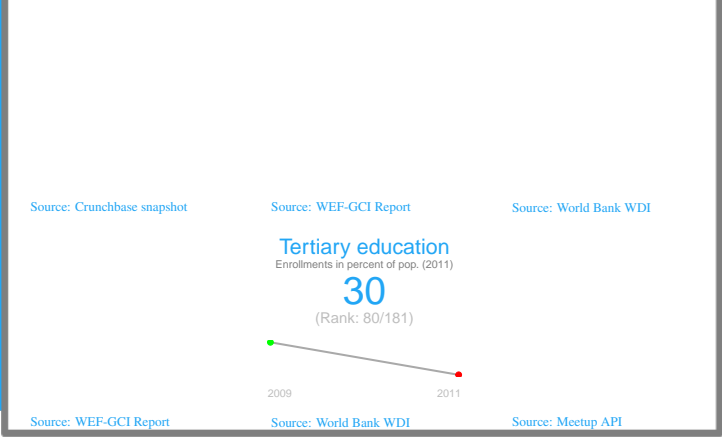 Source: Crunchbase snapshot
Source: WEF-GCI Report
Source: World Bank WDI
Tertiary education
Enrollments in percent of pop. (2011)
30
(Rank: 80/181)
2009
2011
Source: WEF-GCI Report
Source: World Bank WDI
Source: Meetup API